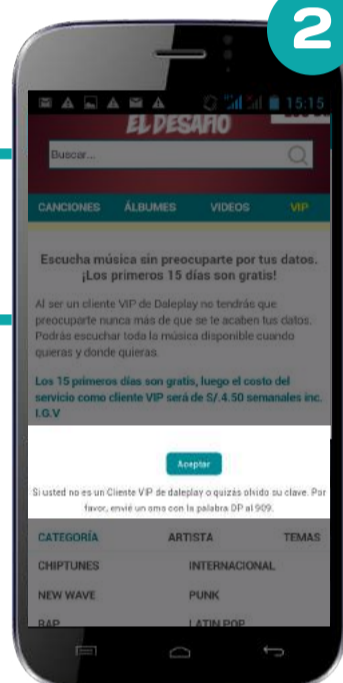 2
15:15
EL DESAFIO
Buscar...
CANCIONES ÁLBUMES VIDEOS VIP
Escucha música sin preocuparte por tus datos.
¡Los primeros 15 días son gratis!
Al ser un cliente VIP de Daleplay no tendrás que
preocuparte nunca mas de que se te acaben tus datos.
Podrás escuchar toda la música disponible cuando
quieras y donde quieras.
Los 15 primeros días son gratis, luego el costo del
servicio como cliente VIP será de S/.4.50 semanales inc.
I.G.V
Aceptar
Si usted no es un Cliente VIP de daleplay o quizás olvido su clave. Por
favor, envié un sms con la palabra DP al 909.
CATEGORÍA ARTISTA TEMAS
CHIPTUNES INTERNACIONAL
NEW WAVE PUNK
RAP LATIN POP